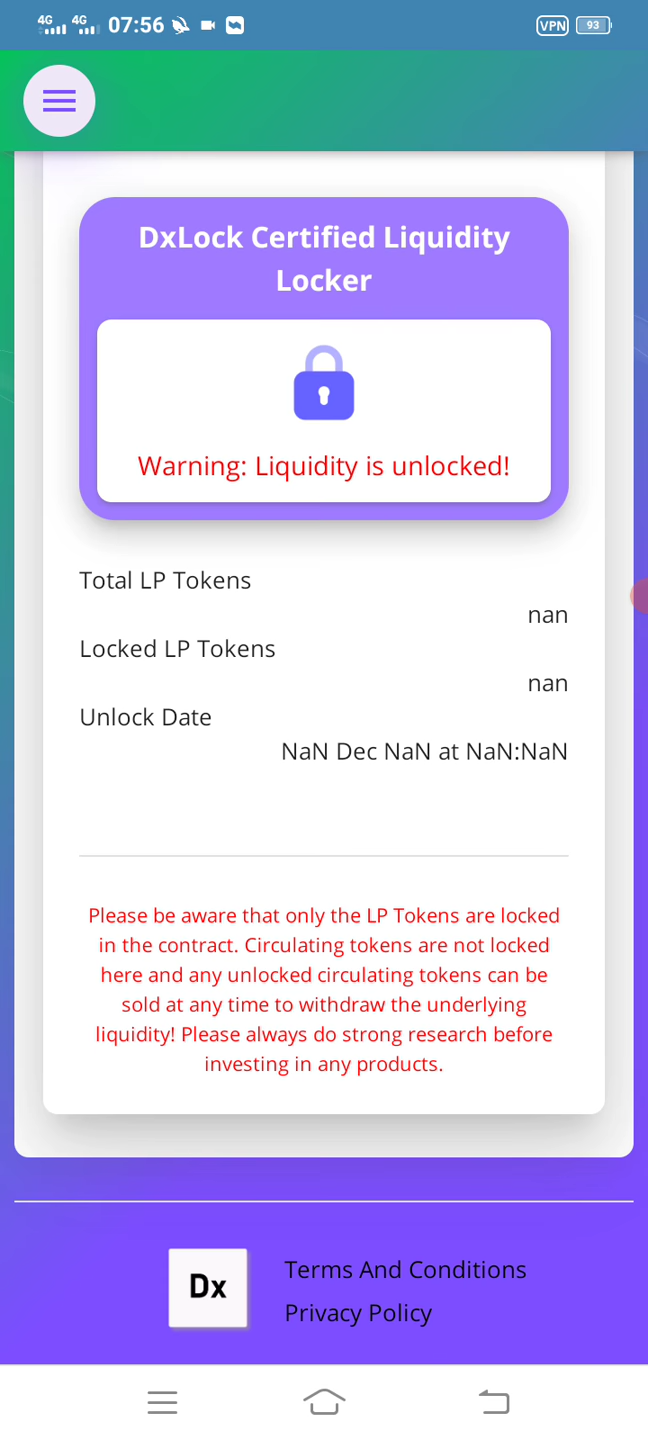 4G 4G 07:56 VPN 93
DxLock Certified Liquidity
Locker
Warning: Liquidity is unlocked!
Total LP Tokens
nan
Locked LP Tokens
nan
Unlock Date
NaN Dec NaN at NaN:NaN
Please be aware that only the LP Tokens are locked
in the contract. Circulating tokens are not locked
here and any unlocked circulating tokens can be
sold at any time to withdraw the underlying
liquidity! Please always do strong research before
investing in any products.
Dx
Terms And Conditions
Privacy Policy